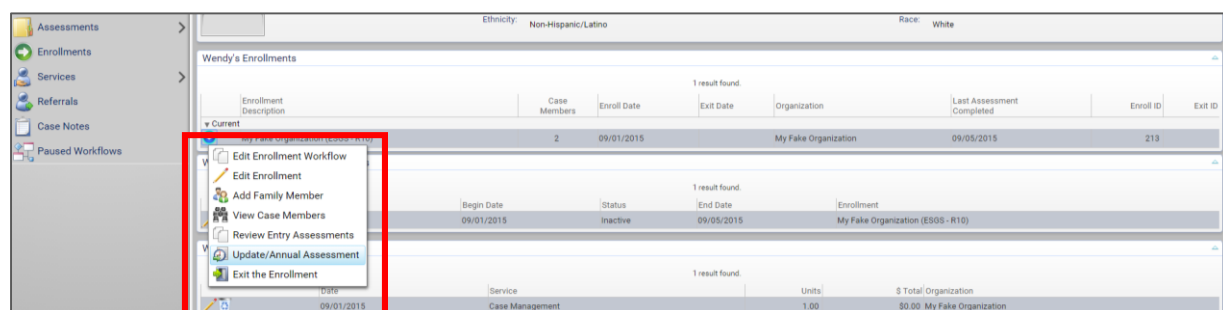 Assessments
Enrollments
Services
Referrals
Case Notes
Paused Workflows
Ethnicity: Non-Hispanic/Latino Race: White
Wendy's Enrollments
1 result found.
Enrollment Description Case Members Enroll Date Exit Date Organization Last Assessment Completed Enroll ID Exit ID
Current
My Fake Organization (ESGS - R10) 2 09/01/2015 My Fake Organization 09/05/2015 213
Edit Enrollment Workflow
Edit Enrollment
Add Family Member
View Case Members
Review Entry Assessments
Update/Annual Assessment
Exit the Enrollment
1 result found.
Begin Date Status End Date Enrollment
09/01/2015 Inactive 09/05/2015 My Fake Organization (ESGS - R10)
1 result found.
Date Service Units $ Total Organization
09/01/2015 Case Management 1.00 $0.00 My Fake Organization